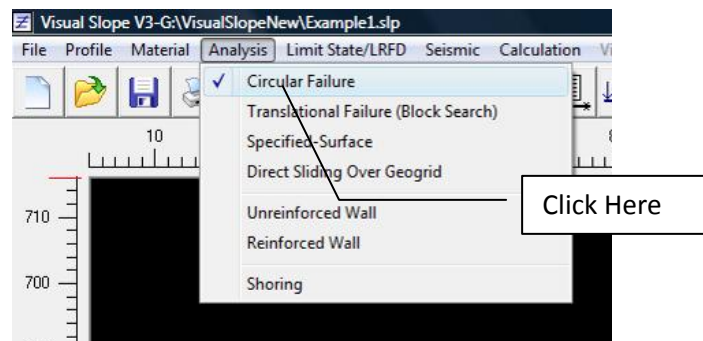 Visual Slope V3-G:\VisualSlopeNew\Example1.slp
File Profile Material Analysis Limit State/LRFD Seismic Calculation
Circular Failure
Translational Failure (Block Search)
Specified-Surface
Direct Sliding Over Geogrid
Unreinforced Wall
Reinforced Wall
Shoring
Click Here
10
710
700